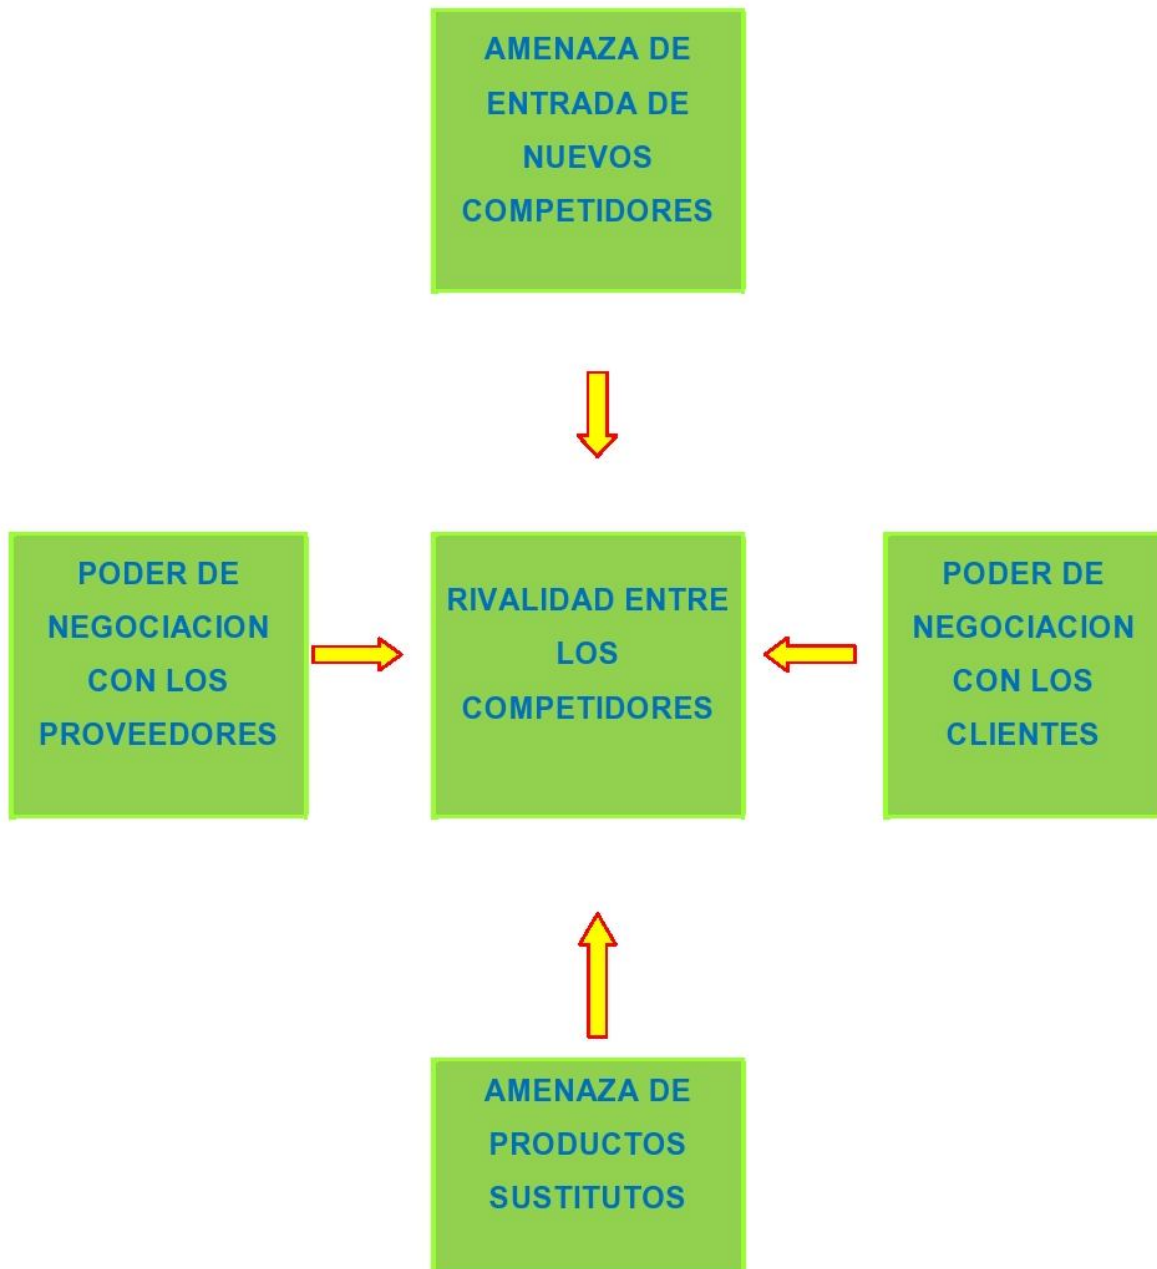 AMENAZA DE
ENTRADA DE
NUEVOS
COMPETIDORES
PODER DE
NEGOCIACION
CON LOS
PROVEEDORES
RIVALIDAD ENTRE
LOS
COMPETIDORES
PODER DE
NEGOCIACION
CON LOS
CLIENTES
AMENAZA DE
PRODUCTOS
SUSTITUTOS